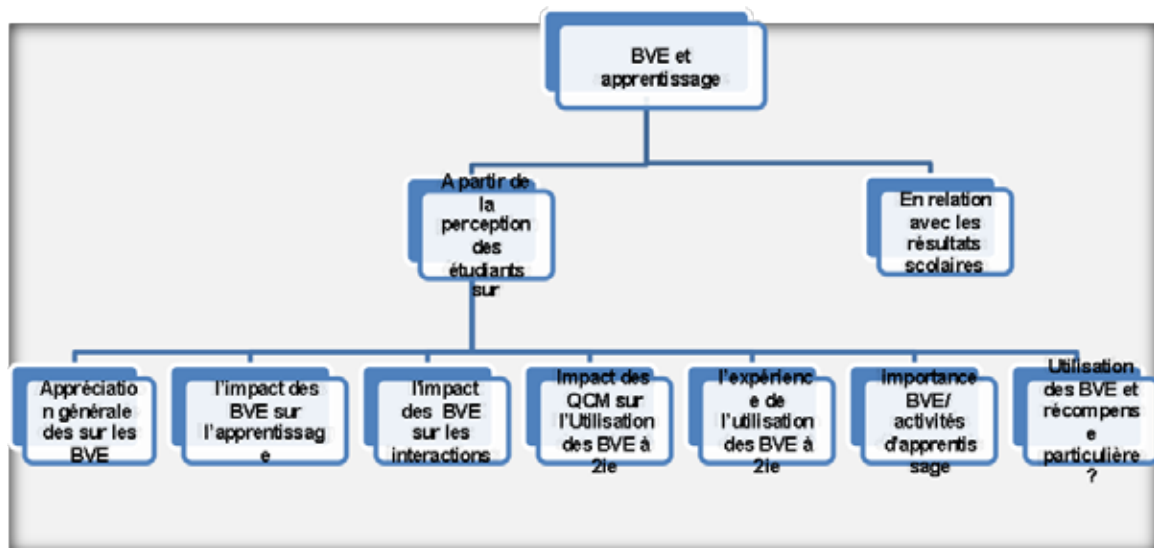 BVE et
apprentissage
A partir de
la
perception
des
étudiants
sur
En relation
avec les
résultats
scolaires
Appréciatio
n générale
des sur les
BVE
l'impact des
BVE sur
l'apprentissag
e
l'impact
des BVE
sur les
interactions
Impact des
QCM sur
l'Utilisation
des BVE à
2ie
l'expérienc
e de
l'utilisation
des BVE à
2ie
Importance
BVE/
activités
d'apprentis
sage
Utilisation
des BVE et
récompens
e
particulière
?